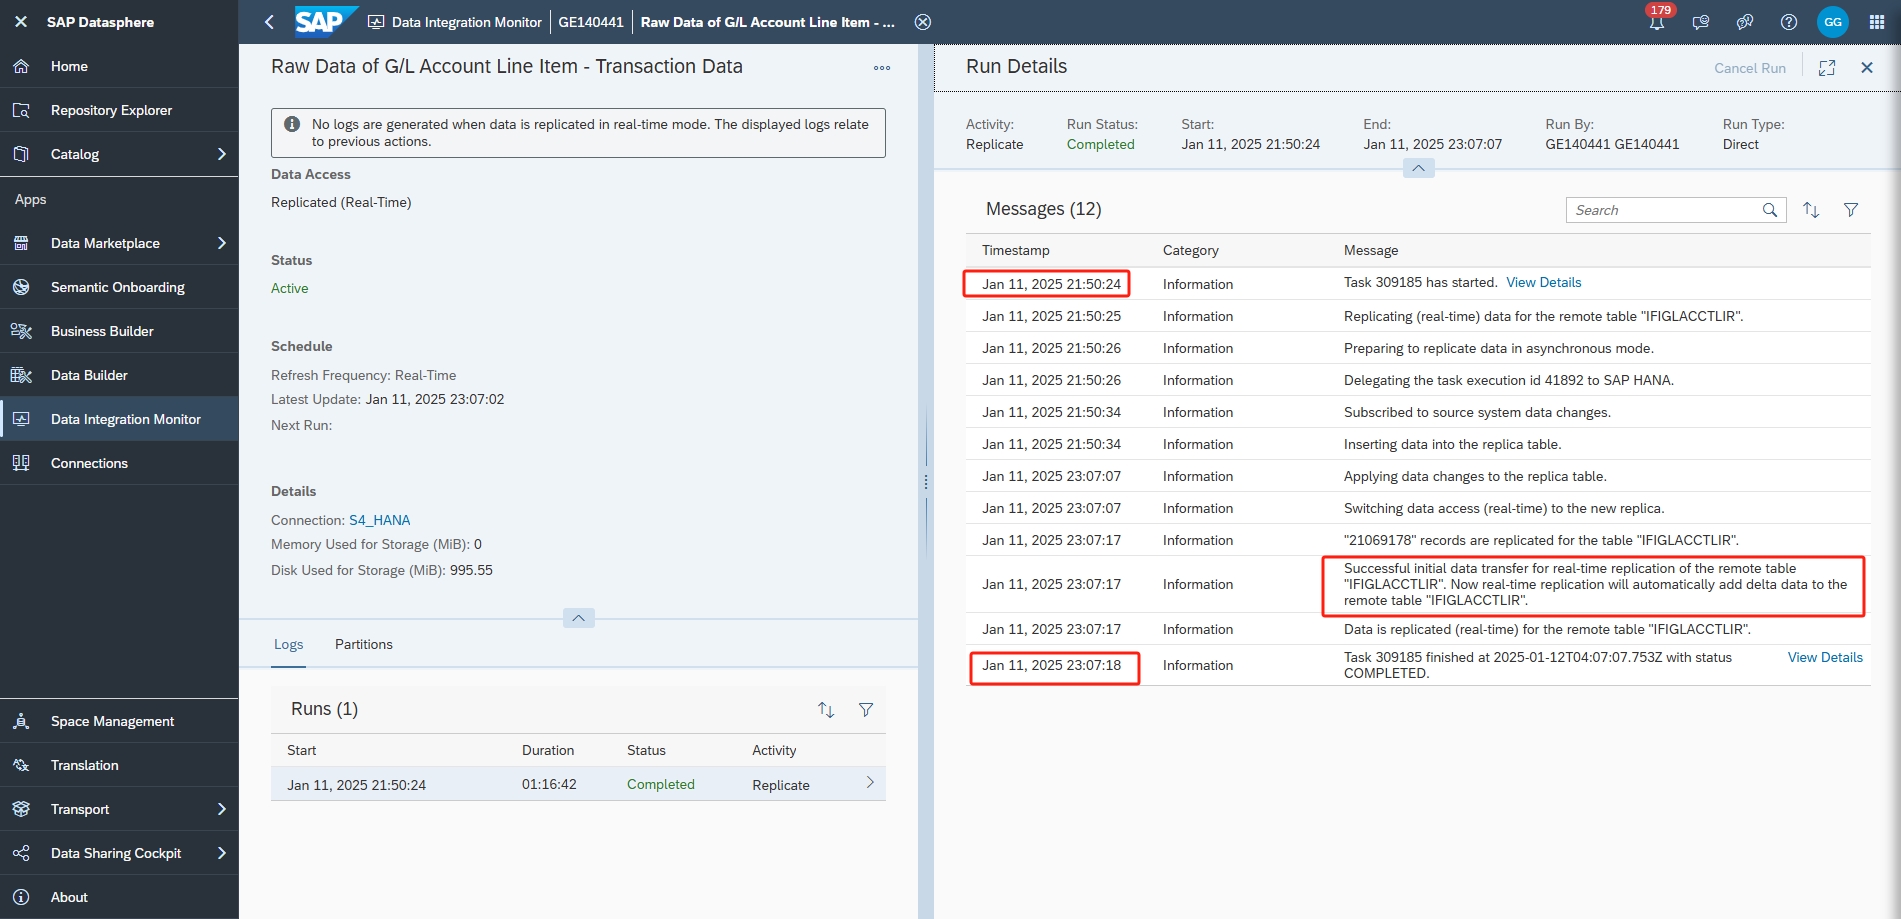 SAP Datasphere
Home
Repository Explorer
Catalog
Apps
Data Marketplace
Semantic Onboarding
Business Builder
Data Builder
Data Integration Monitor
Connections
Space Management
Translation
Transport
Data Sharing Cockpit
About
SAP
Data Integration Monitor
GE140441
Raw Data of G/L Account Line Item - ...
179
GG
Raw Data of G/L Account Line Item - Transaction Data
No logs are generated when data is replicated in real-time mode. The displayed logs relate
to previous actions.
Data Access
Replicated (Real-Time)
Status
Active
Schedule
Refresh Frequency: Real-Time
Latest Update: Jan 11, 2025 23:07:02
Next Run:
Details
Connection: S4_HANA
Memory Used for Storage (MiB): 0
Disk Used for Storage (MiB): 995.55
Logs
Partitions
Runs (1)
Start Duration Status Activity
Jan 11, 2025 21:50:24 01:16:42 Completed Replicate
Run Details
Cancel Run
Activity: Run Status: Start: End: Run By: Run Type:
Replicate Completed Jan 11, 2025 21:50:24 Jan 11, 2025 23:07:07 GE140441 GE140441 Direct
Messages (12)
Search
Timestamp Category Message
Jan 11, 2025 21:50:24 Information Task 309185 has started. View Details
Jan 11, 2025 21:50:25 Information Replicating (real-time) data for the remote table "IFIGLACCTLIR".
Jan 11, 2025 21:50:26 Information Preparing to replicate data in asynchronous mode.
Jan 11, 2025 21:50:26 Information Delegating the task execution id 41892 to SAP HANA.
Jan 11, 2025 21:50:34 Information Subscribed to source system data changes.
Jan 11, 2025 21:50:34 Information Inserting data into the replica table.
Jan 11, 2025 23:07:07 Information Applying data changes to the replica table.
Jan 11, 2025 23:07:07 Information Switching data access (real-time) to the new replica.
Jan 11, 2025 23:07:17 Information "21069178" records are replicated for the table "IFIGLACCTLIR".
Jan 11, 2025 23:07:17 Information Successful initial data transfer for real-time replication of the remote table
"IFIGLACCTLIR". Now real-time replication will automatically add delta data to the
remote table "IFIGLACCTLIR".
Jan 11, 2025 23:07:17 Information Data is replicated (real-time) for the remote table "IFIGLACCTLIR".
Jan 11, 2025 23:07:18 Information Task 309185 finished at 2025-01-12T04:07:07.753Z with status View Details
COMPLETED.